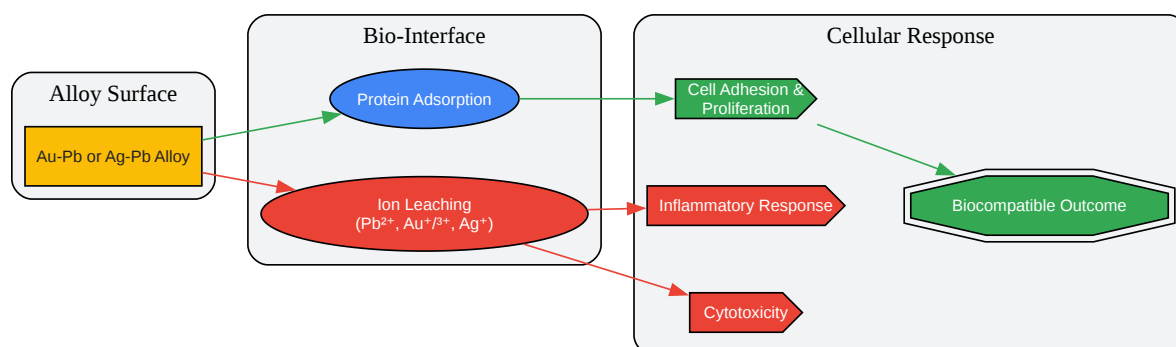 Alloy Surface
Au-Pb or Ag-Pb Alloy
Bio-Interface
Protein Adsorption
Ion Leaching
(Pb²⁺, Au⁺/³⁺, Ag⁺)
Cellular Response
Cell Adhesion &
Proliferation
Inflammatory Response
Biocompatible Outcome
Cytotoxicity